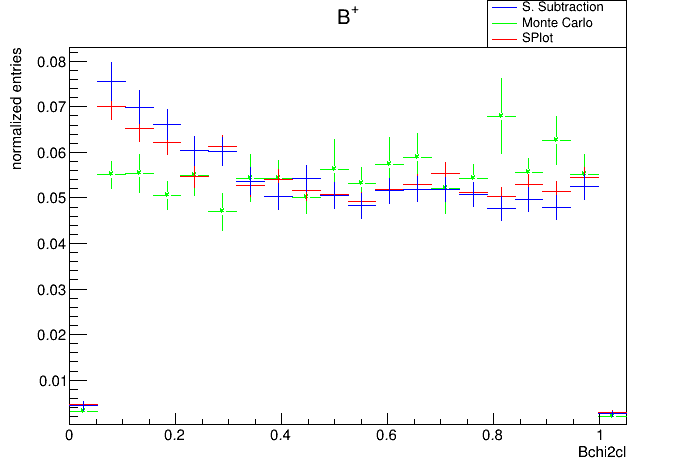 B+
S. Subtraction
Monte Carlo
SPlot
normalized entries
0.08
0.07
0.06
0.05
0.04
0.03
0.02
0.01
0 0.2 0.4 0.6 0.8 1
Bchi2cl